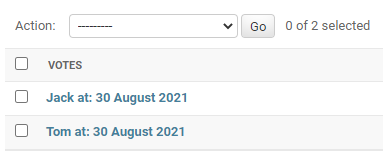 Action: --------- Go 0 of 2 selected
VOTES
Jack at: 30 August 2021
Tom at: 30 August 2021